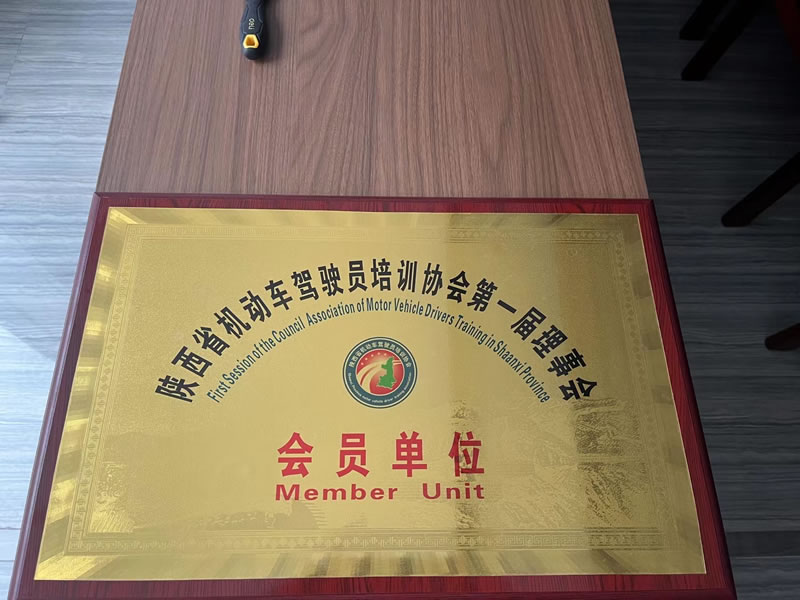 陕西省机动车驾驶员培训协会第一届理事会
First Session of the Council Association of Motor Vehicle Drivers Training in Shaanxi Province
会员单位
Member Unit